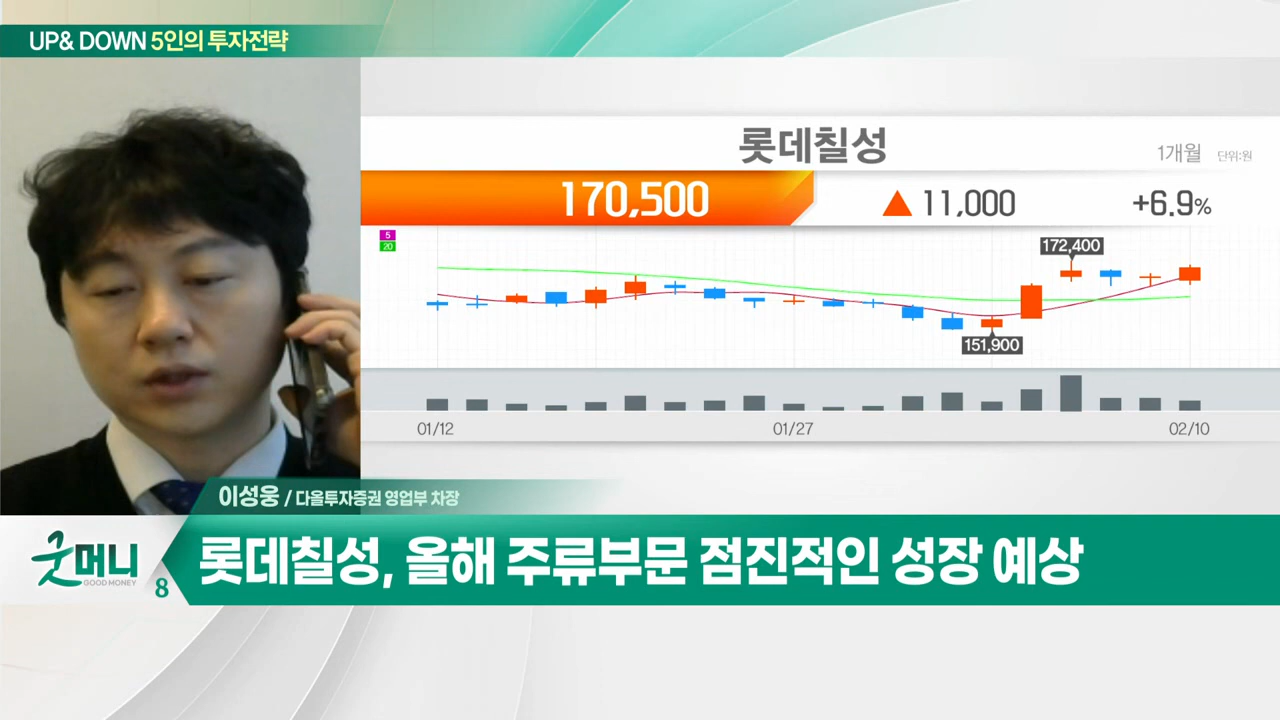 UP& DOWN 5인의 투자전략
롯데칠성
1개월 단위:원
170,500 ▲ 11,000 +6.9%
5
20
172,400
151,900
01/12 01/27 02/10
이성웅 / 다올투자증권 영업부 차장
굿머니
GOOD MONEY
8
롯데칠성, 올해 주류부문 점진적인 성장 예상